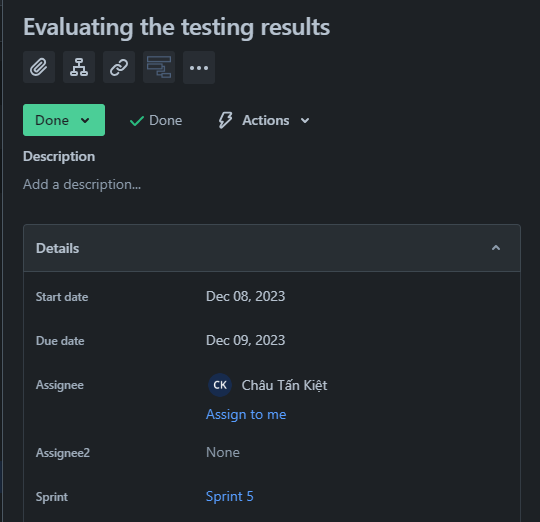 Evaluating the testing results
Done
Done
Actions
Description
Add a description...
Details
Start date Dec 08, 2023
Due date Dec 09, 2023
Assignee CK Châu Tấn Kiệt
Assign to me
Assignee2 None
Sprint Sprint 5